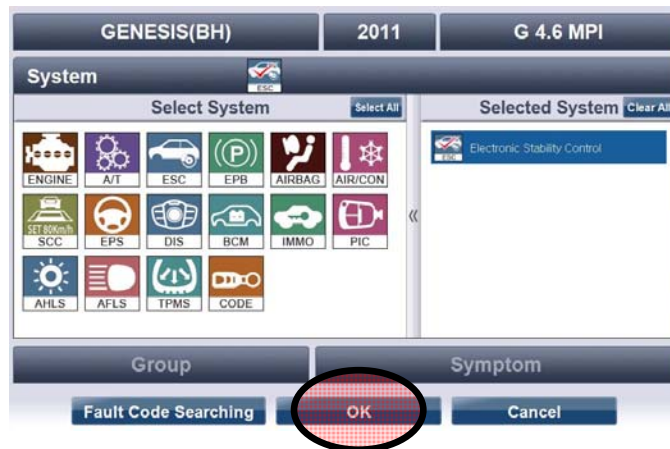 GENESIS(BH) 2011 G 4.6 MPI
System ESC
Select System Select All Selected System Clear All
ESC Electronic Stability Control
ENGINE A/T ESC EPB AIRBAG AIR/CON
SET 80Km/h
SCC EPS DIS BCM IMMO PIC
AHLS AFLS TPMS CODE
Group Symptom
Fault Code Searching OK Cancel